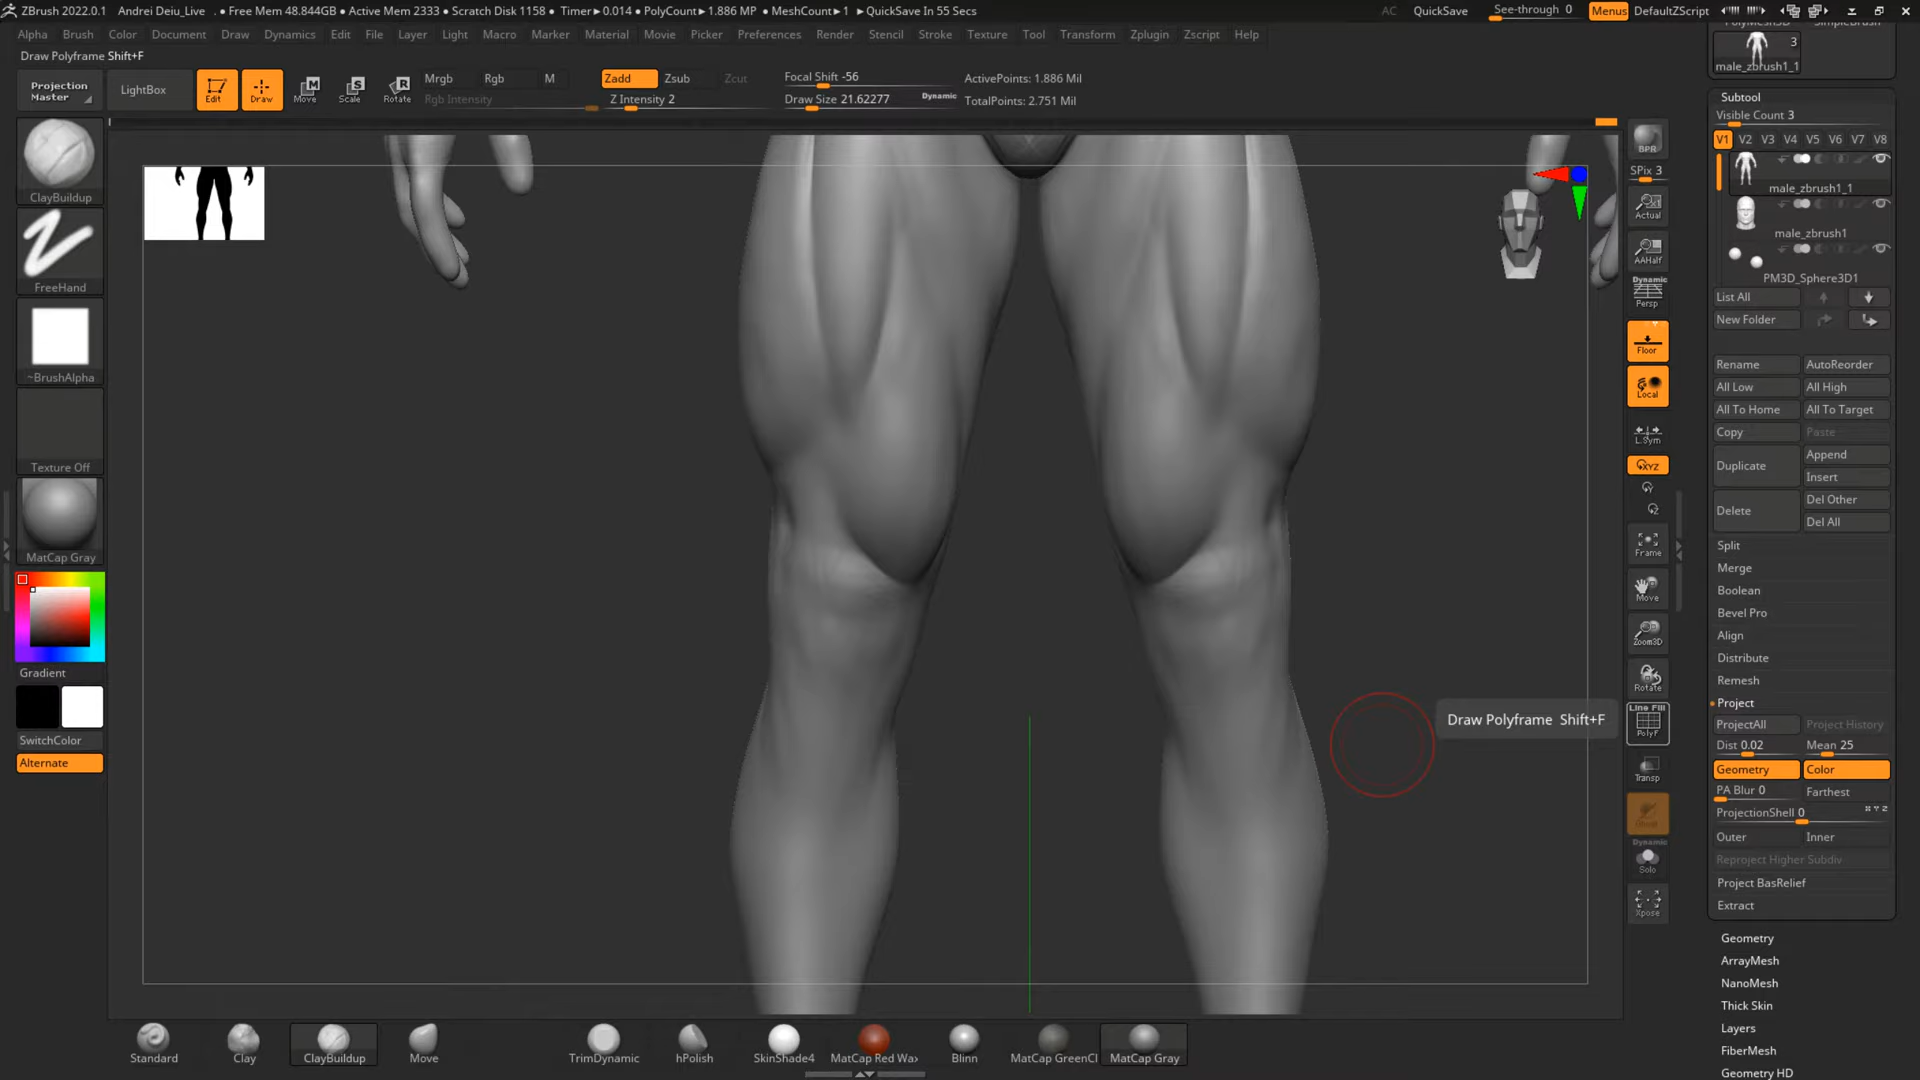 ZBrush 2022.0.1 Andrei Deiu_Live . ● Free Mem 48.844GB ● Active Mem 2333 ● Scratch Disk 1158 ● Timer►0.014 ● PolyCount►1.886 MP ● MeshCount►1 ►QuickSave In 55 Secs AC QuickSave See-through 0 Menus DefaultZScript
Alpha Brush Color Document Draw Dynamics Edit File Layer Light Macro Marker Material Movie Picker Preferences Render Stencil Stroke Texture Tool Transform Zplugin Zscript Help
Draw Polyframe Shift+F
Projection Master
LightBox
Edit
Draw
Move
Scale
Rotate
Mrgb Rgb M
Rgb Intensity
Zadd Zsub Zcut
Z Intensity 2
Focal Shift -56
Draw Size 21.62277
Dynamic
ActivePoints: 1.886 Mil
TotalPoints: 2.751 Mil
ClayBuildup
FreeHand
~BrushAlpha
Texture Off
MatCap Gray
Gradient
SwitchColor
Alternate
BPR
SPix 3
Actual
AAHalf
Dynamic
Persp
Floor
Local
L.Sym
XYZ
Frame
Move
Zoom3D
Rotate
Line Fill
PolyF
Transp
Dynamic
Solo
Xpose
Draw Polyframe Shift+F
3
male_zbrush1_1
Subtool
Visible Count 3
V1 V2 V3 V4 V5 V6 V7 V8
male_zbrush1_1
male_zbrush1
PM3D_Sphere3D1
List All
New Folder
Rename AutoReorder
All Low All High
All To Home All To Target
Copy Paste
Duplicate Append
Insert
Delete Del Other
Del All
Split
Merge
Boolean
Bevel Pro
Align
Distribute
Remesh
Project
ProjectAll Project History
Dist 0.02 Mean 25
Geometry Color
PA Blur 0 Farthest
ProjectionShell 0
Outer Inner
Reproject Higher Subdiv
Project BasRelief
Extract
Geometry
ArrayMesh
NanoMesh
Thick Skin
Layers
FiberMesh
Geometry HD
Standard Clay ClayBuildup Move TrimDynamic hPolish SkinShade4 MatCap Red Wax Blinn MatCap GreenCl MatCap Gray